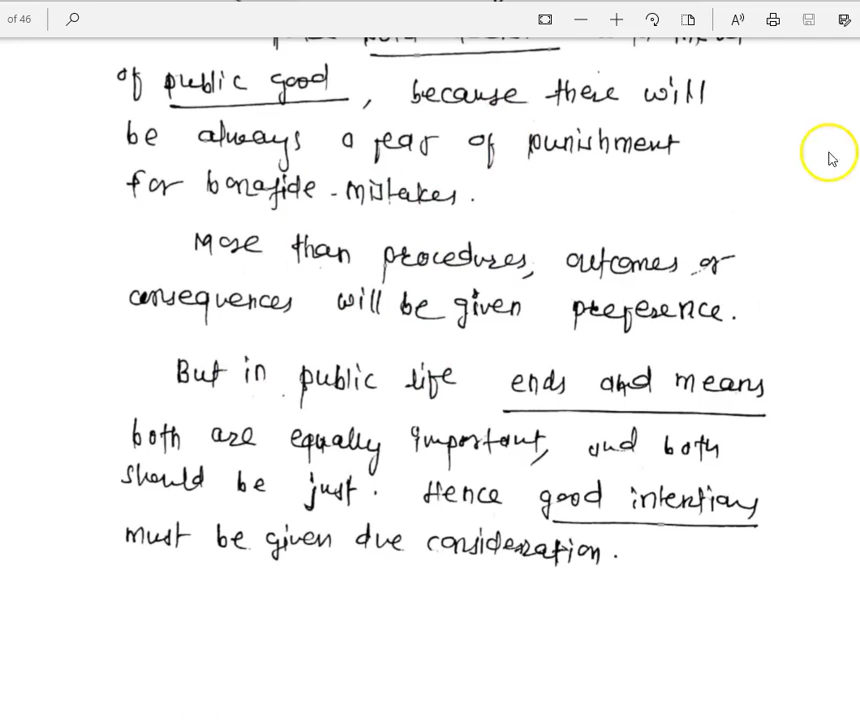 of 46
of public good, because there will
be always a fear of punishment
for bonafide-mistakes.
More than procedures, outcomes or
consequences will be given preference.
But in public life ends and means
both are equally important, and both
should be just. Hence good intentions
must be given due consideration.